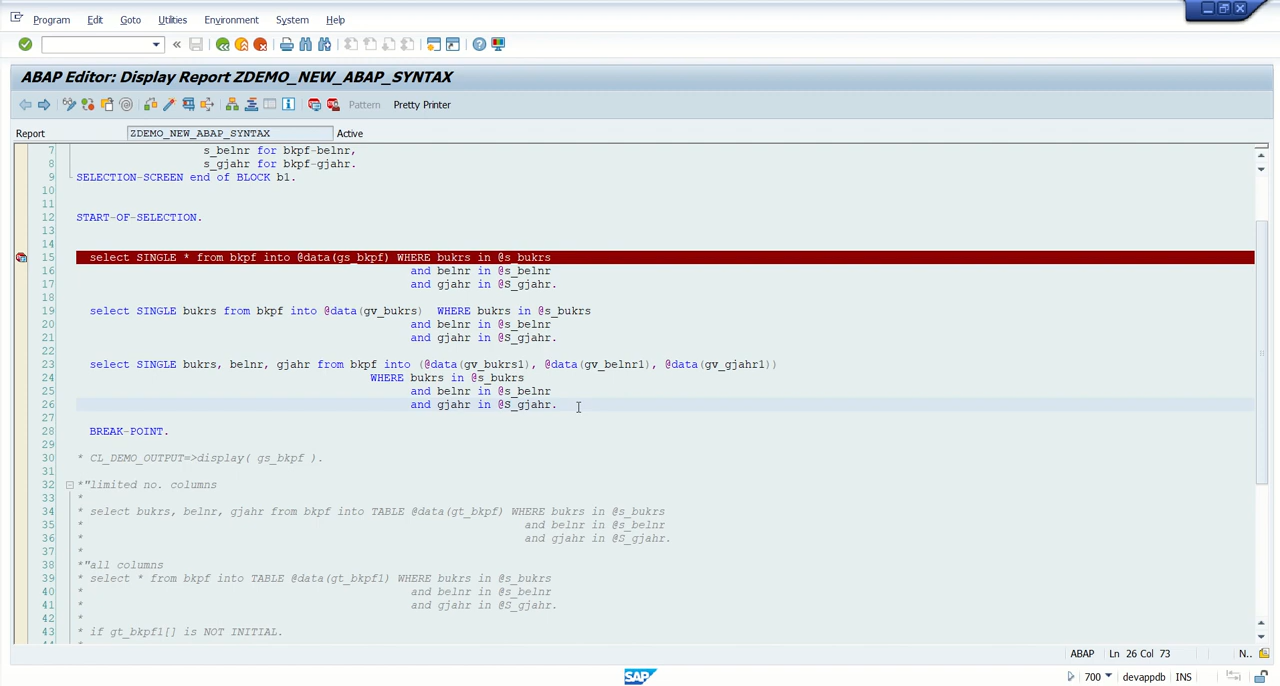 Program Edit Goto Utilities Environment System Help
ABAP Editor: Display Report ZDEMO_NEW_ABAP_SYNTAX
Pattern Pretty Printer
Report ZDEMO_NEW_ABAP_SYNTAX Active
7 s_belnr for bkpf-belnr,
8 s_gjahr for bkpf-gjahr.
9 SELECTION-SCREEN end of BLOCK b1.
10
11
12 START-OF-SELECTION.
13
14
15 select SINGLE * from bkpf into @data(gs_bkpf) WHERE bukrs in @s_bukrs
16 and belnr in @s_belnr
17 and gjahr in @S_gjahr.
18
19 select SINGLE bukrs from bkpf into @data(gv_bukrs) WHERE bukrs in @s_bukrs
20 and belnr in @s_belnr
21 and gjahr in @S_gjahr.
22
23 select SINGLE bukrs, belnr, gjahr from bkpf into (@data(gv_bukrs1), @data(gv_belnr1), @data(gv_gjahr1))
24 WHERE bukrs in @s_bukrs
25 and belnr in @s_belnr
26 and gjahr in @S_gjahr.
27
28 BREAK-POINT.
29
30 * CL_DEMO_OUTPUT=>display( gs_bkpf ).
31
32 *"limited no. columns
33 *
34 * select bukrs, belnr, gjahr from bkpf into TABLE @data(gt_bkpf) WHERE bukrs in @s_bukrs
35 * and belnr in @s_belnr
36 * and gjahr in @S_gjahr.
37 *
38 *"all columns
39 * select * from bkpf into TABLE @data(gt_bkpf1) WHERE bukrs in @s_bukrs
40 * and belnr in @s_belnr
41 * and gjahr in @S_gjahr.
42 *
43 * if gt_bkpf1[] is NOT INITIAL.
ABAP Ln 26 Col 73 N..
SAP 700 devappdb INS